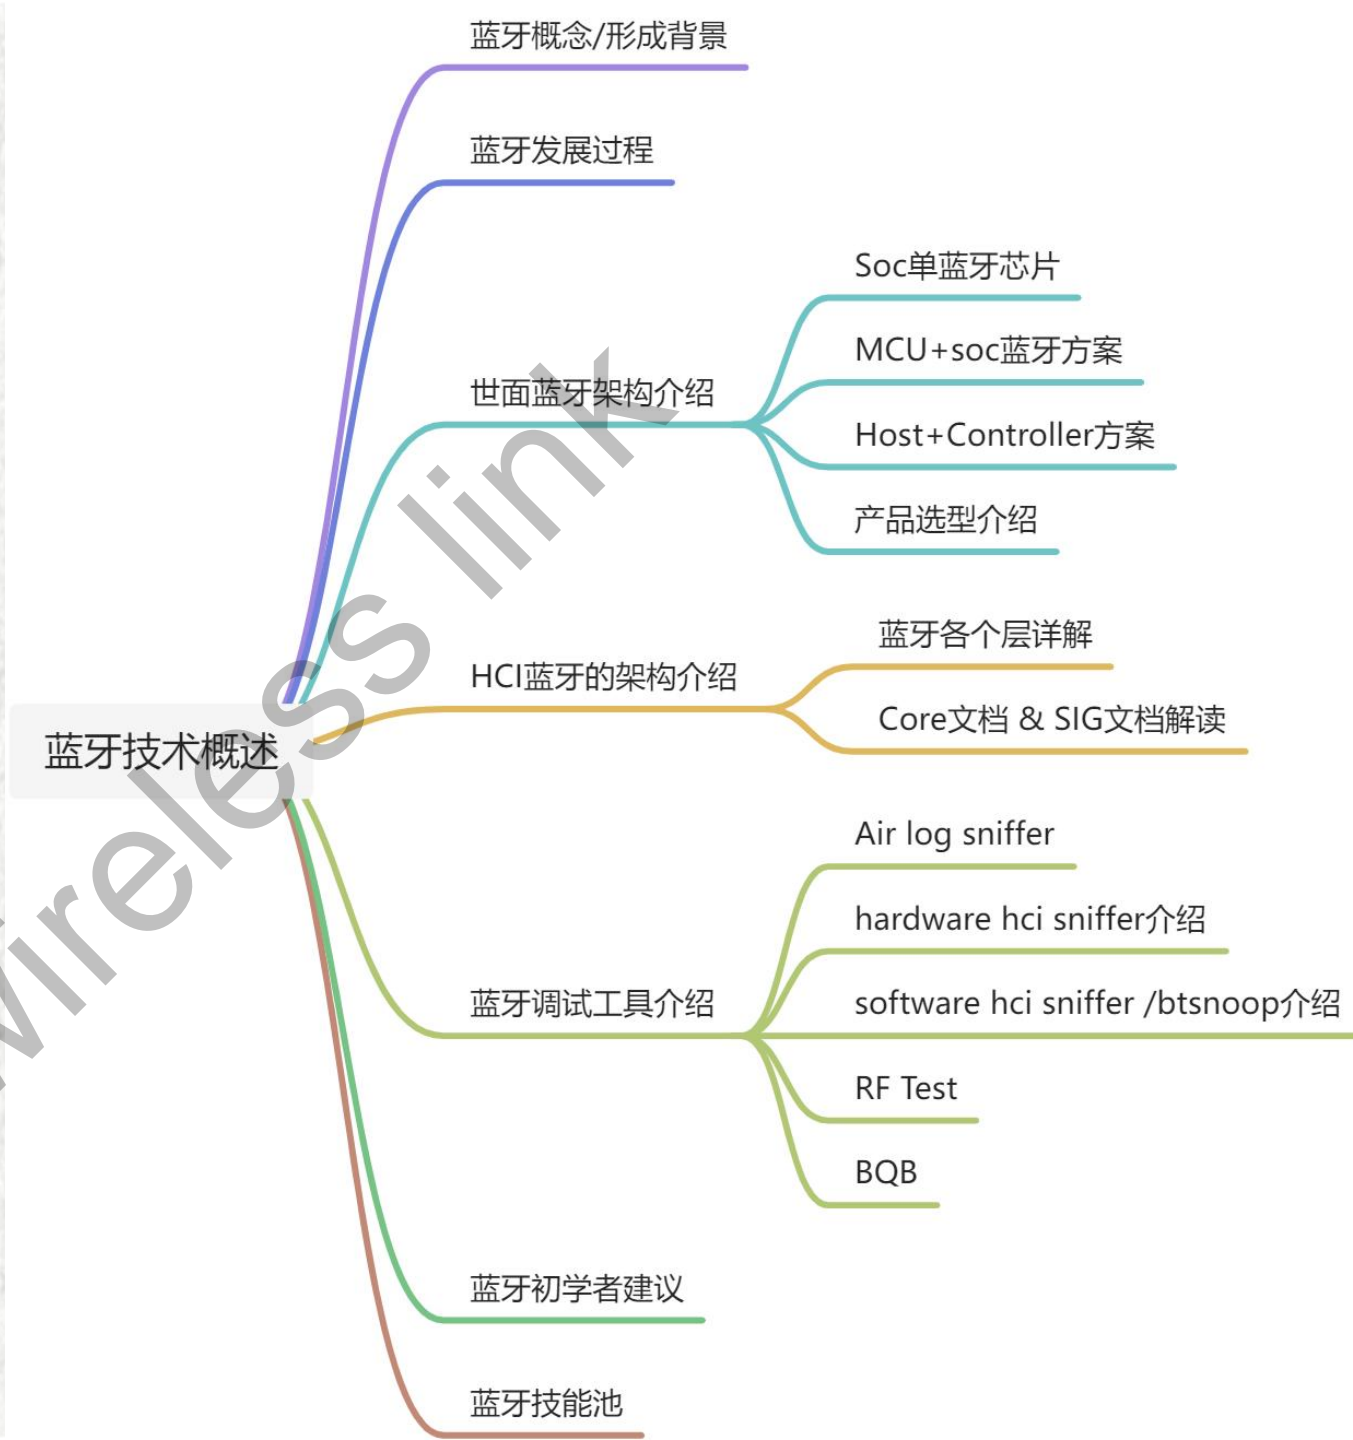 蓝牙概念/形成背景
蓝牙发展过程
Soc单蓝牙芯片
MCU+soc蓝牙方案
世面蓝牙架构介绍
Host+Controller方案
产品选型介绍
蓝牙各个层详解
HCI蓝牙的架构介绍
Core文档 & SIG文档解读
蓝牙技术概述
Air log sniffer
hardware hci sniffer介绍
蓝牙调试工具介绍
software hci sniffer /btsnoop介绍
RF Test
BQB
蓝牙初学者建议
蓝牙技能池
wireless link